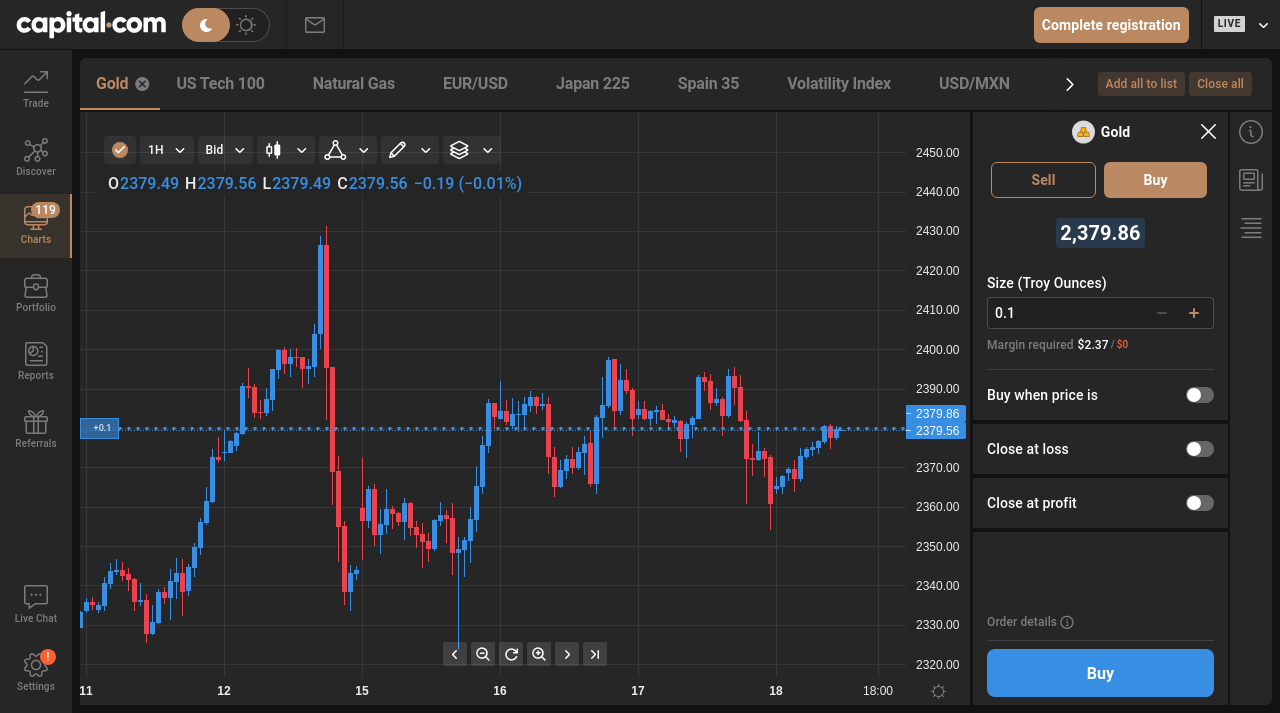 capital.com
Complete registration
LIVE
Trade
Discover
119
Charts
Portfolio
Reports
Referrals
Live Chat
!
Settings
Gold
US Tech 100
Natural Gas
EUR/USD
Japan 225
Spain 35
Volatility Index
USD/MXN
Add all to list
Close all
1H
Bid
O2379.49 H2379.56 L2379.49 C2379.56 −0.19 (−0.01%)
2450.00
2440.00
2430.00
2420.00
2410.00
2400.00
2390.00
2379.86
2379.56
2370.00
2360.00
2350.00
2340.00
2330.00
2320.00
+0.1
11
12
15
16
17
18
18:00
Gold
Sell
Buy
2,379.86
Size (Troy Ounces)
0.1
− +
Margin required $2.37 / $0
Buy when price is
Close at loss
Close at profit
Order details
Buy